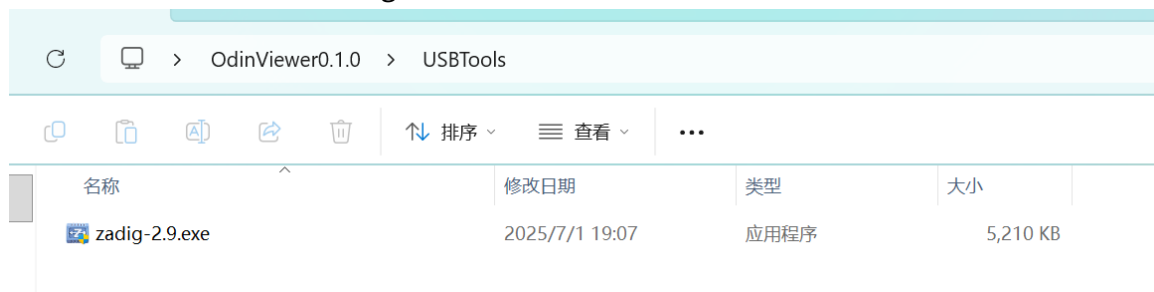 OdinViewer0.1.0 > USBTools
排序 查看
名称 修改日期 类型 大小
zadig-2.9.exe 2025/7/1 19:07 应用程序 5,210 KB